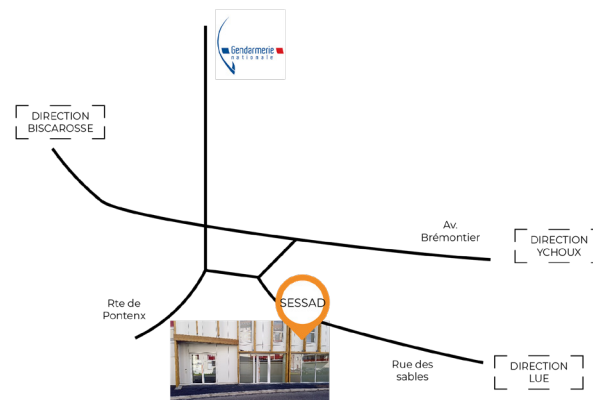 Gendarmerie
nationale
DIRECTION
BISCAROSSE
Av.
Brémontier
DIRECTION
YCHOUX
SESSAD
Rte de
Pontenx
Rue des
sables
DIRECTION
LUE